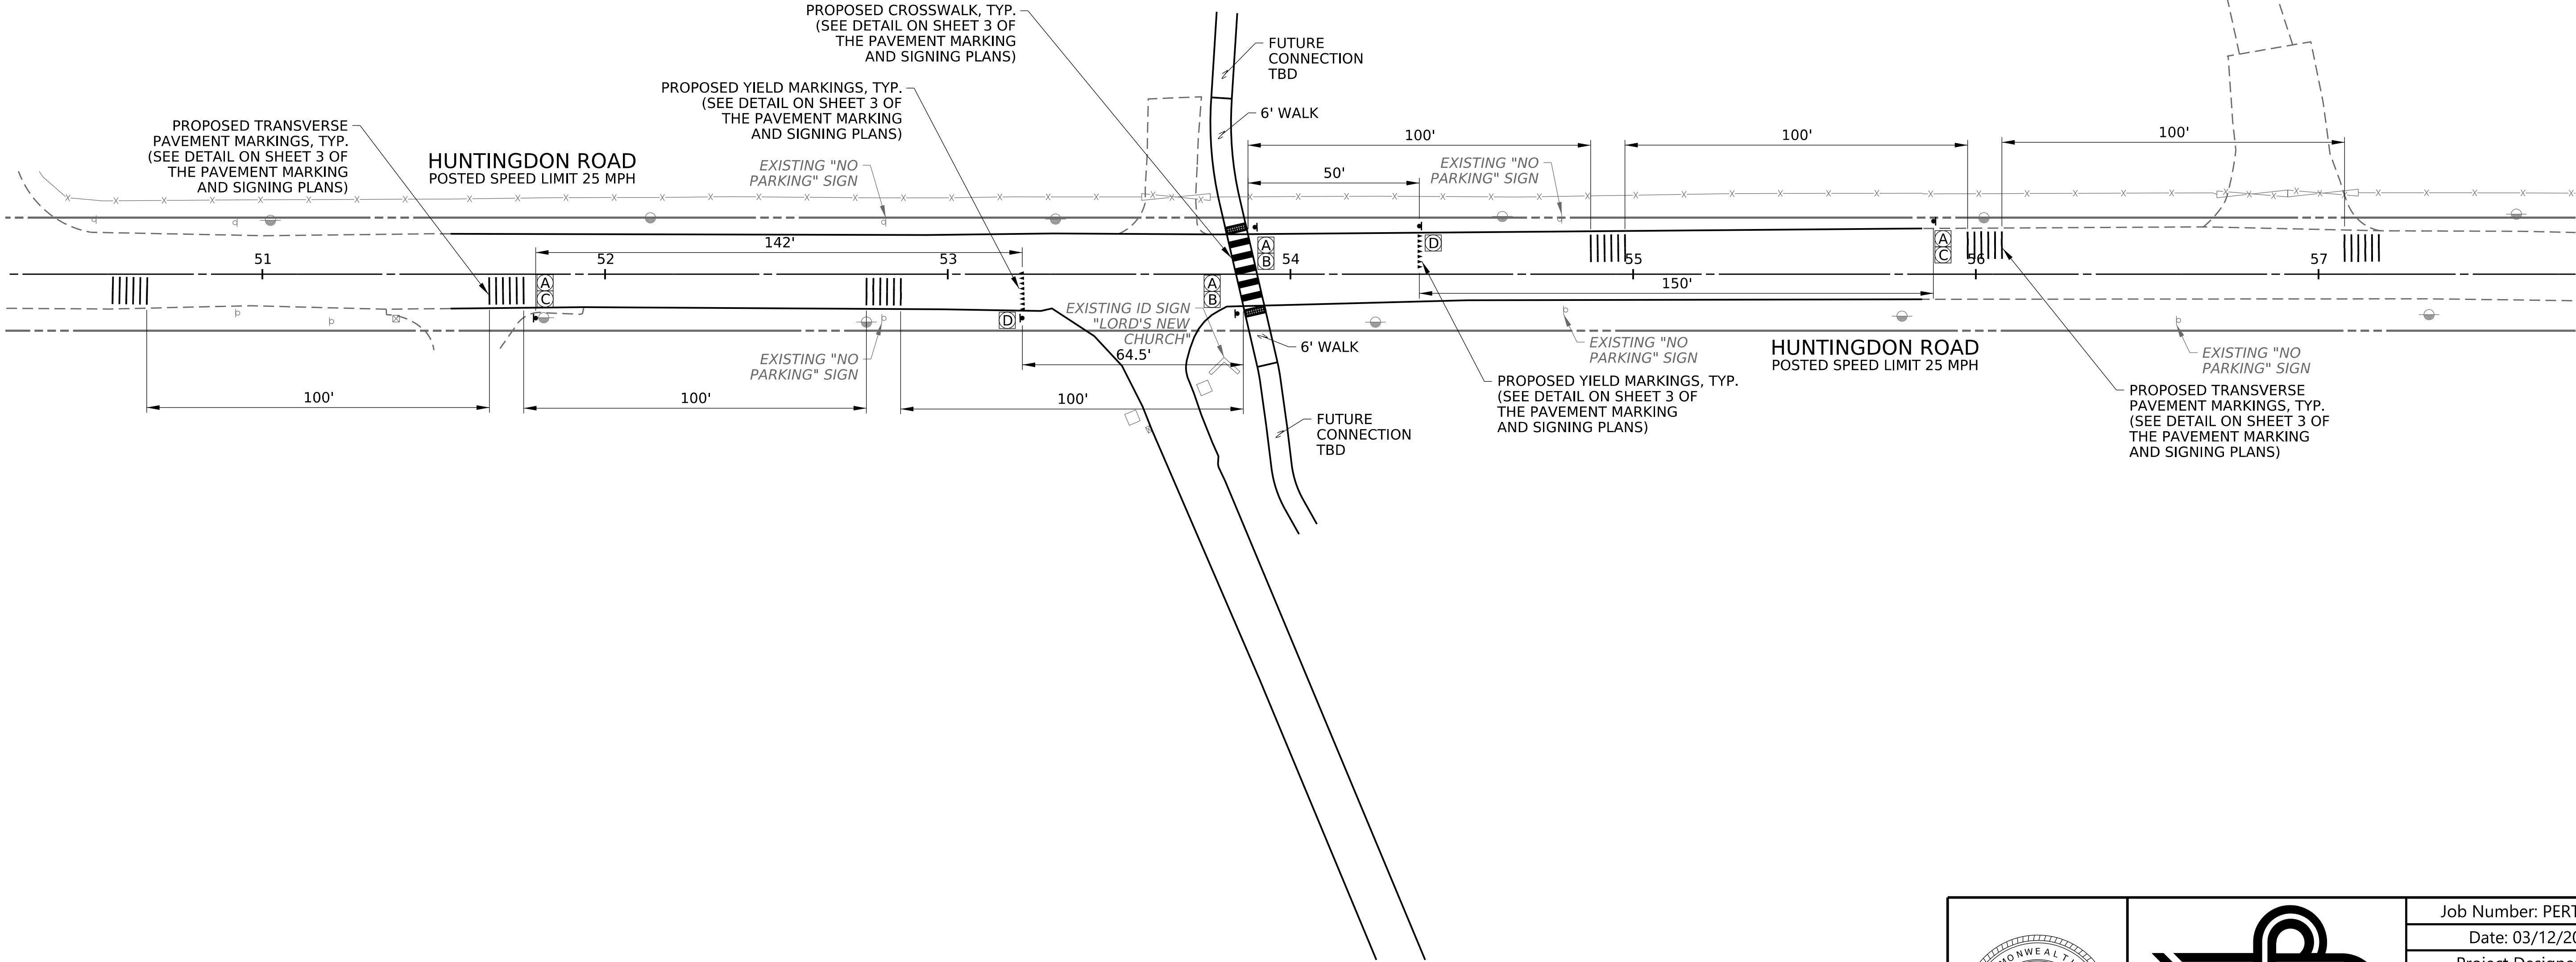 PROPOSED CROSSWALK, TYP.
(SEE DETAIL ON SHEET 3 OF
THE PAVEMENT MARKING
AND SIGNING PLANS)
FUTURE
CONNECTION
TBD
PROPOSED YIELD MARKINGS, TYP.
(SEE DETAIL ON SHEET 3 OF
THE PAVEMENT MARKING
AND SIGNING PLANS)
6' WALK
PROPOSED TRANSVERSE
PAVEMENT MARKINGS, TYP.
(SEE DETAIL ON SHEET 3 OF
THE PAVEMENT MARKING
AND SIGNING PLANS)
HUNTINGDON ROAD
POSTED SPEED LIMIT 25 MPH
EXISTING "NO
PARKING" SIGN
100'
100'
100'
50'
EXISTING "NO
PARKING" SIGN
142'
A
B
D
A
C
51
52
53
54
55
56
57
A
C
A
B
150'
D
EXISTING ID SIGN
"LORD'S NEW
CHURCH"
64.5'
EXISTING "NO
PARKING" SIGN
6' WALK
EXISTING "NO
PARKING" SIGN
HUNTINGDON ROAD
POSTED SPEED LIMIT 25 MPH
EXISTING "NO
PARKING" SIGN
PROPOSED YIELD MARKINGS, TYP.
(SEE DETAIL ON SHEET 3 OF
THE PAVEMENT MARKING
AND SIGNING PLANS)
PROPOSED TRANSVERSE
PAVEMENT MARKINGS, TYP.
(SEE DETAIL ON SHEET 3 OF
THE PAVEMENT MARKING
AND SIGNING PLANS)
100'
100'
100'
FUTURE
CONNECTION
TBD
Job Number: PERT
Date: 03/12/20